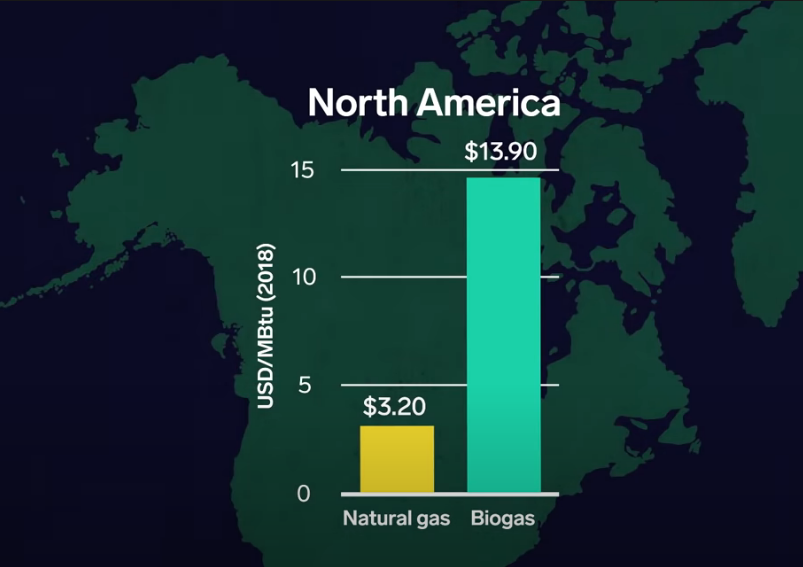 North America
$13.90
15
10
USD/MBtu (2018)
5
$3.20
0
Natural gas
Biogas